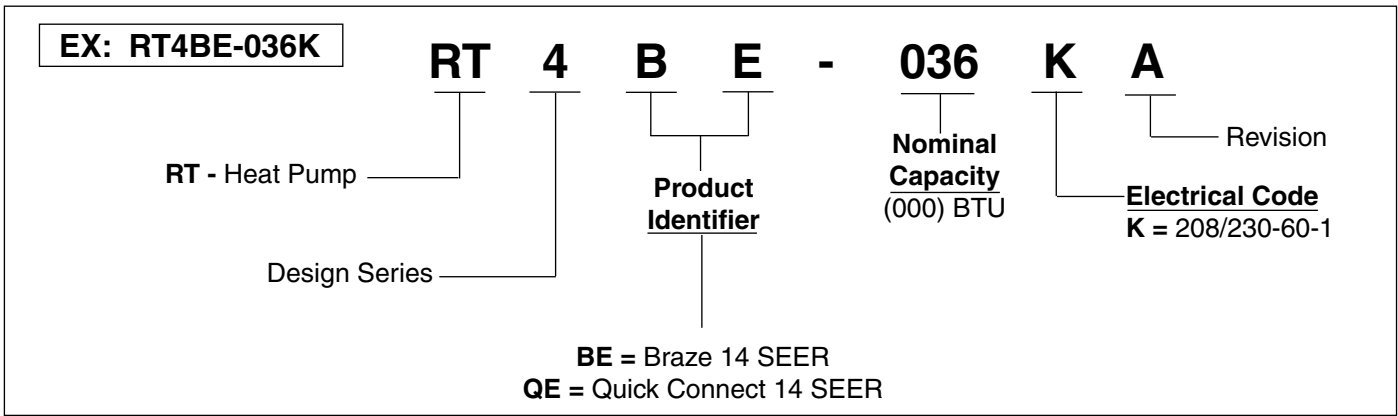 EX: RT4BE-036K
RT 4 B E - 036 K A
RT - Heat Pump
Design Series
Product
Identifier
BE = Braze 14 SEER
QE = Quick Connect 14 SEER
Nominal
Capacity
(000) BTU
Revision
Electrical Code
K = 208/230-60-1